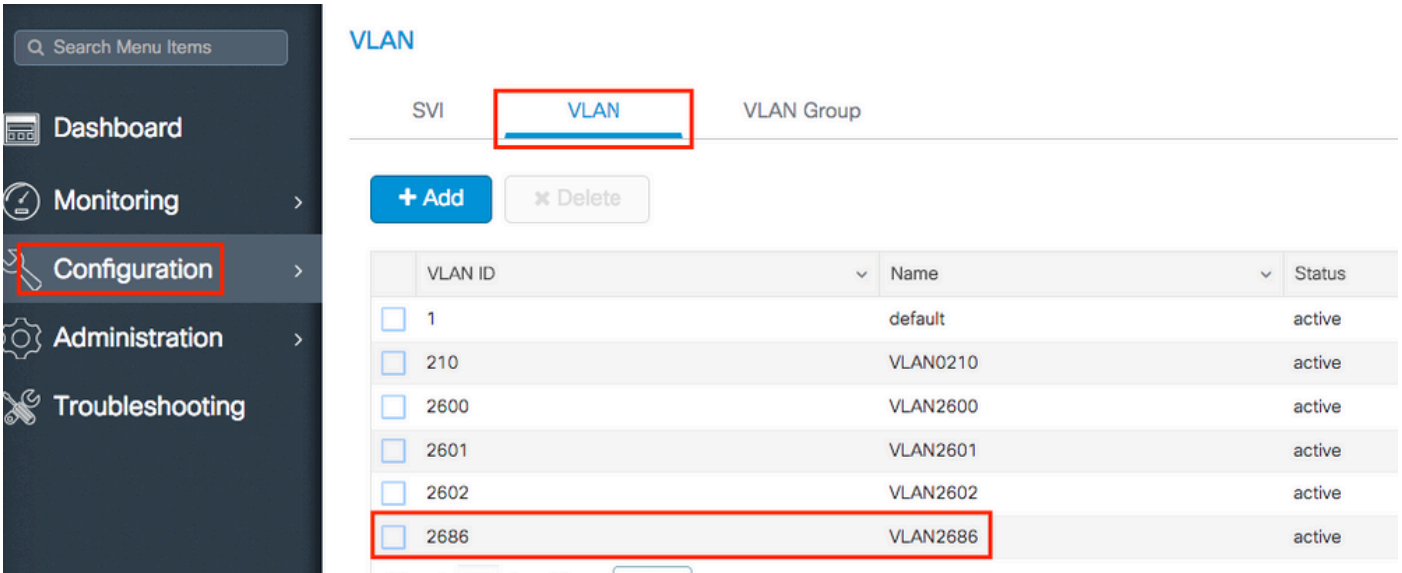 Search Menu Items
Dashboard
Monitoring
Configuration
Administration
Troubleshooting
VLAN
SVI VLAN VLAN Group
+ Add × Delete
VLAN ID Name Status
1 default active
210 VLAN0210 active
2600 VLAN2600 active
2601 VLAN2601 active
2602 VLAN2602 active
2686 VLAN2686 active